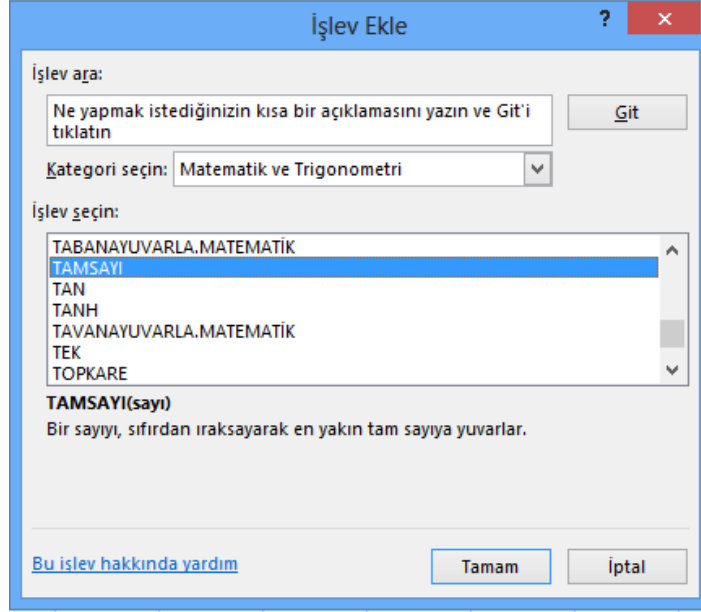 İşlev Ekle
?
×
İşlev ara:
Ne yapmak istediğinizin kısa bir açıklamasını yazın ve Git'i
tıklatın
Git
Kategori seçin: Matematik ve Trigonometri
İşlev seçin:
TABANAYUVARLA.MATEMATİK
TAMSAYI
TAN
TANH
TAVANAYUVARLA.MATEMATİK
TEK
TOPKARE
TAMSAYI(sayı)
Bir sayıyı, sıfırdan ıraksayarak en yakın tam sayıya yuvarlar.
Bu işlev hakkında yardım
Tamam
İptal